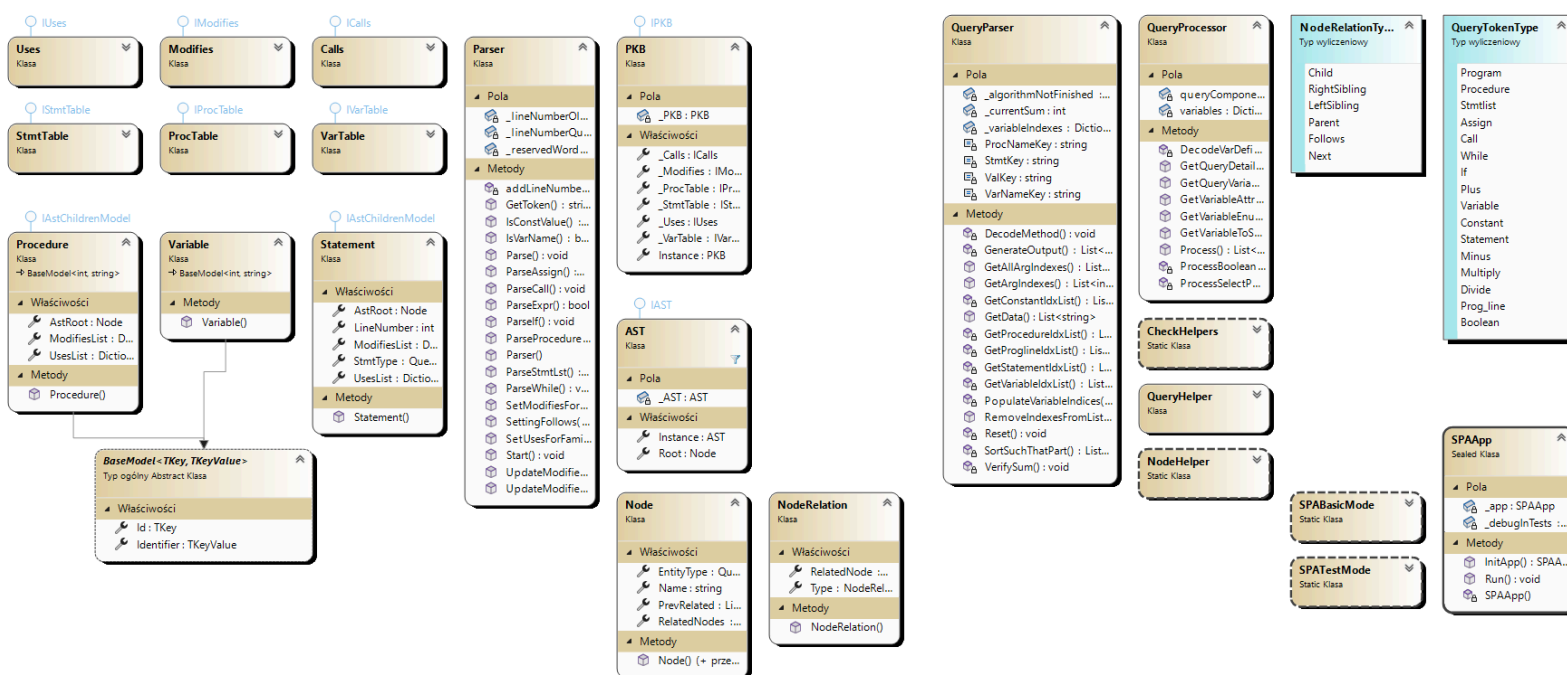 IUses
Uses
Klasa
IModifies
Modifies
Klasa
ICalls
Calls
Klasa
IStmtTable
StmtTable
Klasa
IProcTable
ProcTable
Klasa
IVarTable
VarTable
Klasa
IAstChildrenModel
Procedure
Klasa
BaseModel<int, string>
Właściwości
AstRoot : Node
ModifiesList : D...
UsesList : Dictio...
Metody
Procedure()
Variable
Klasa
BaseModel<int, string>
Metody
Variable()
IAstChildrenModel
Statement
Klasa
Właściwości
AstRoot : Node
LineNumber : int
ModifiesList : D...
StmtType : Que...
UsesList : Dictio...
Metody
Statement()
BaseModel<TKey, TKeyValue>
Typ ogólny Abstract Klasa
Właściwości
Id : TKey
Identifier : TKeyValue
Parser
Klasa
Pola
_lineNumberOl...
_lineNumberQu...
_reservedWord...
Metody
addLineNumbe...
GetToken() : stri...
IsConstValue() :...
IsVarName() : b...
Parse() : void
ParseAssign() :...
ParseCall() : void
ParseExpr() : bool
ParseIf() : void
ParseProcedure...
Parser()
ParseStmtLst() :...
ParseWhile() : v...
SetModifiesFor...
SettingFollows(...
SetUsesForFami...
Start() : void
UpdateModifie...
UpdateModifie...
IPKB
PKB
Klasa
Pola
_PKB : PKB
Właściwości
_Calls : ICalls
_Modifies : IMo...
_ProcTable : IPr...
_StmtTable : ISt...
_Uses : IUses
_VarTable : IVar...
Instance : PKB
IAST
AST
Klasa
Pola
_AST : AST
Właściwości
Instance : AST
Root : Node
Node
Klasa
Właściwości
EntityType : Qu...
Name : string
PrevRelated : Li...
RelatedNodes :...
Metody
Node() (+ prze...
NodeRelation
Klasa
Właściwości
RelatedNode :...
Type : NodeRel...
Metody
NodeRelation()
QueryParser
Klasa
Pola
_algorithmNotFinished :...
_currentSum : int
_variableIndexes : Dictio...
ProcNameKey : string
StmtKey : string
ValKey : string
VarNameKey : string
Metody
DecodeMethod() : void
GenerateOutput() : List<...
GetAllArgIndexes() : List...
GetArgIndexes() : List<in...
GetConstantIdxList() : Lis...
GetData() : List<string>
GetProcedureIdxList() : L...
GetProglineIdxList() : Lis...
GetStatementIdxList() : L...
GetVariableIdxList() : List...
PopulateVariableIndices(...
RemoveIndexesFromList...
Reset() : void
SortSuchThatPart() : List...
VerifySum() : void
QueryProcessor
Klasa
Pola
queryCompone...
variables : Dicti...
Metody
DecodeVarDefi...
GetQueryDetail...
GetQueryVaria...
GetVariableAttr...
GetVariableEnu...
GetVariableToS...
Process() : List<...
ProcessBoolean...
ProcessSelectP...
CheckHelpers
Static Klasa
QueryHelper
Klasa
NodeHelper
Static Klasa
NodeRelationTy...
Typ wyliczeniowy
Child
RightSibling
LeftSibling
Parent
Follows
Next
QueryTokenType
Typ wyliczeniowy
Program
Procedure
Stmtlist
Assign
Call
While
If
Plus
Variable
Constant
Statement
Minus
Multiply
Divide
Prog_line
Boolean
SPABasicMode
Static Klasa
SPATestMode
Static Klasa
SPAApp
Sealed Klasa
Pola
_app : SPAApp
_debugInTests :...
Metody
InitApp() : SPAA...
Run() : void
SPAApp()